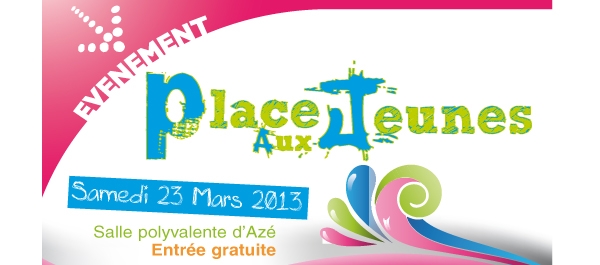 EVENEMENT
Place Aux Jeunes
Samedi 23 Mars 2013
Salle polyvalente d'Azé
Entrée gratuite